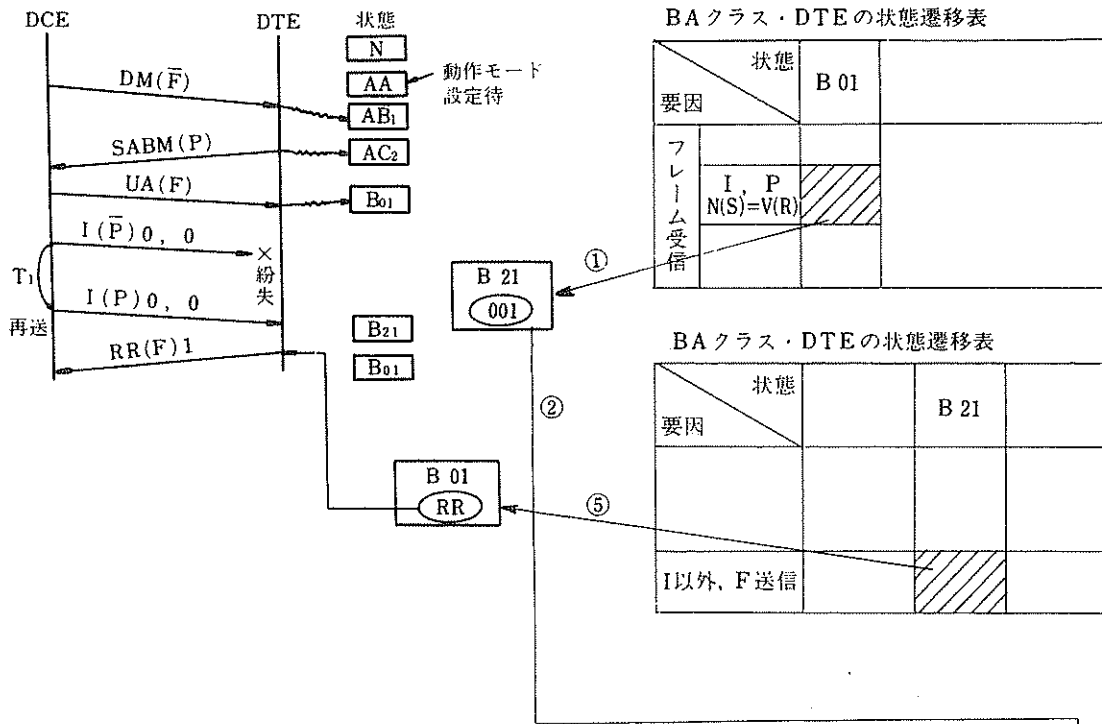 DCE
DTE
状態
N
DM(F̄)
AA
動作モード
設定待
AB̄₁
SABM(P)
AC₂
UA(F)
B₀₁
I(P̄)0, 0
×紛失
T₁
I(P)0, 0
再送
B₂₁
RR(F)1
B₀₁
B 21
001
①
②
B 01
RR
⑤
BAクラス・DTEの状態遷移表
状態
要因
B 01
フレーム受信
I , P
N(S)=V(R)
BAクラス・DTEの状態遷移表
状態
要因
B 21
I以外, F送信